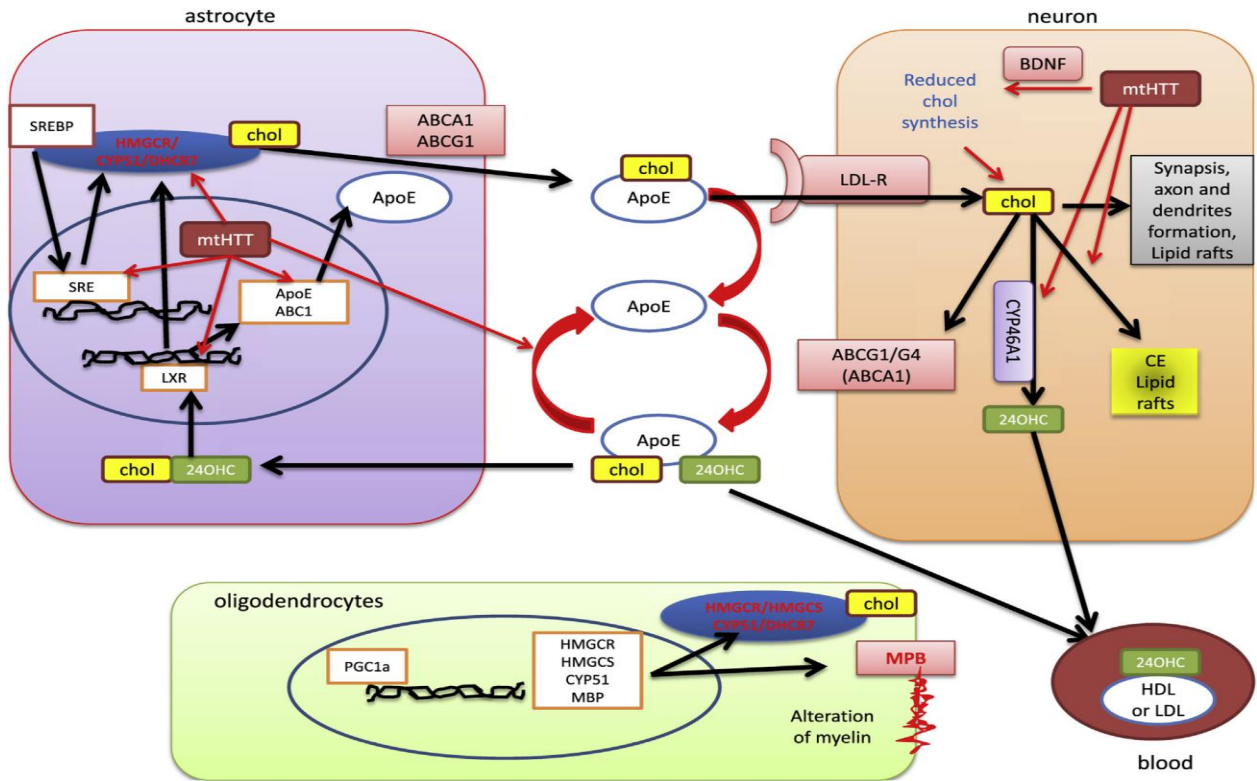 astrocyte
SREBP
HMGCR/
CYP51/DHCR7
chol
ABCA1
ABCG1
ApoE
mtHTT
SRE
ApoE
ABC1
LXR
chol
24OHC
chol
ApoE
ApoE
ApoE
chol
24OHC
neuron
BDNF
mtHTT
Reduced
chol
synthesis
LDL-R
chol
Synapsis,
axon and
dendrites
formation,
Lipid rafts
CYP46A1
ABCG1/G4
(ABCA1)
CE
Lipid
rafts
24OHC
oligodendrocytes
PGC1a
HMGCR
HMGCS
CYP51
MBP
HMGCR/HMGCS
CYP51/DHCR7
chol
MPB
Alteration
of myelin
24OHC
HDL
or LDL
blood